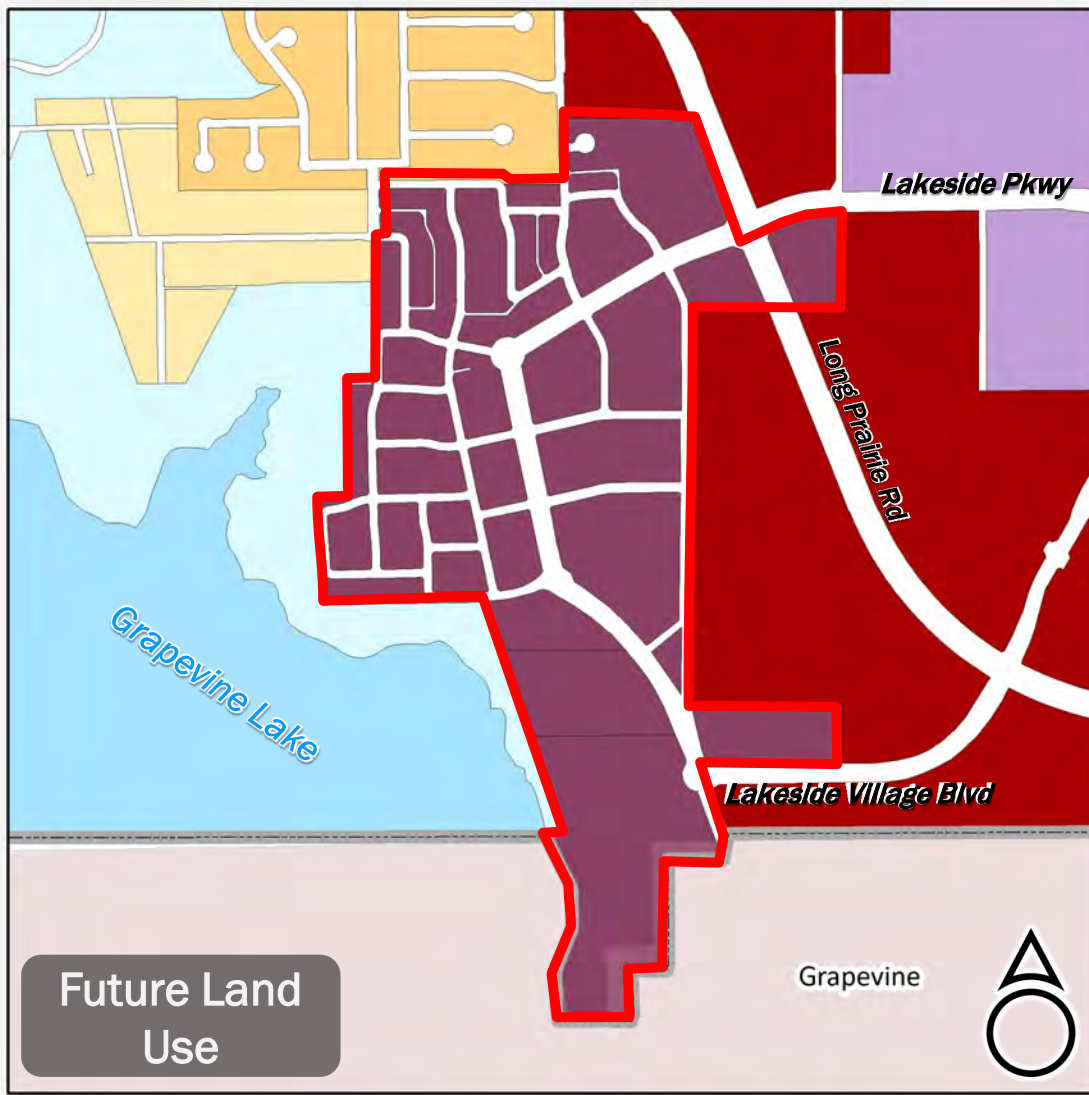 Lakeside Pkwy
Long Prairie Rd
Grapevine Lake
Lakeside Village Blvd
Grapevine
Future Land
Use